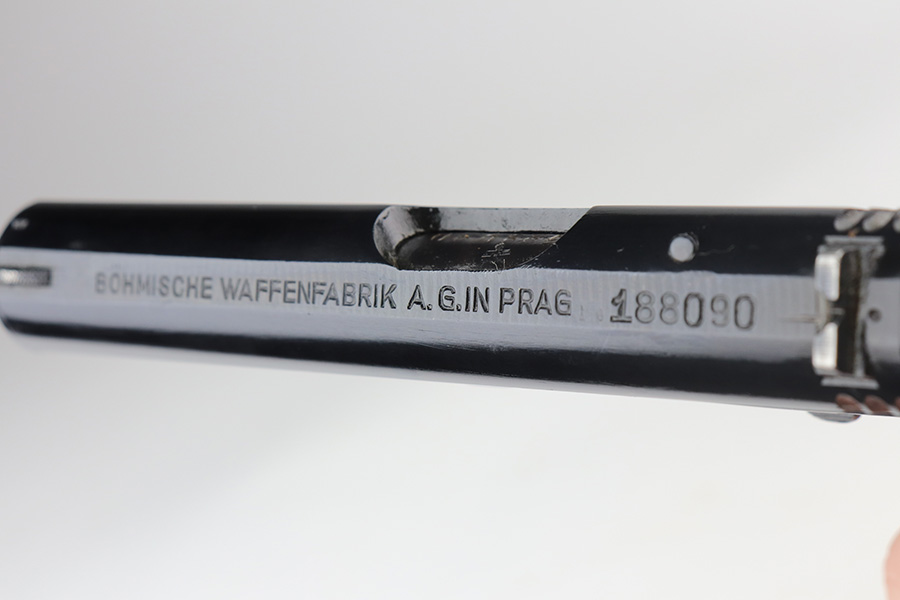 BÖHMISCHE WAFFENFABRIK A.G.IN PRAG 188090